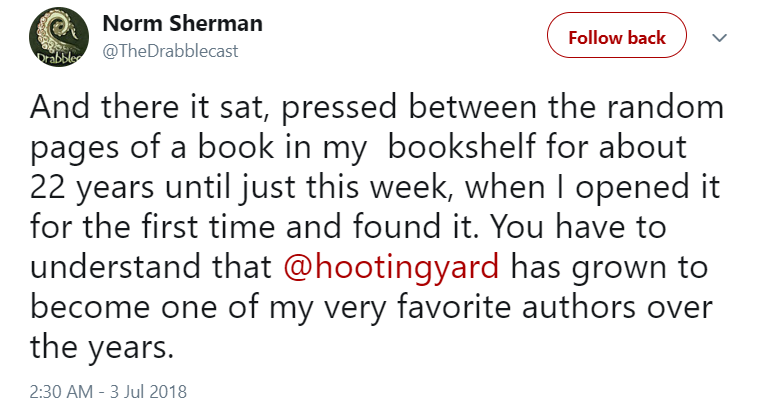 Norm Sherman
@TheDrabblecast
Follow back
Drabblec
And there it sat, pressed between the random
pages of a book in my  bookshelf for about
22 years until just this week, when I opened it
for the first time and found it. You have to
understand that @hootingyard has grown to
become one of my very favorite authors over
the years.
2:30 AM - 3 Jul 2018